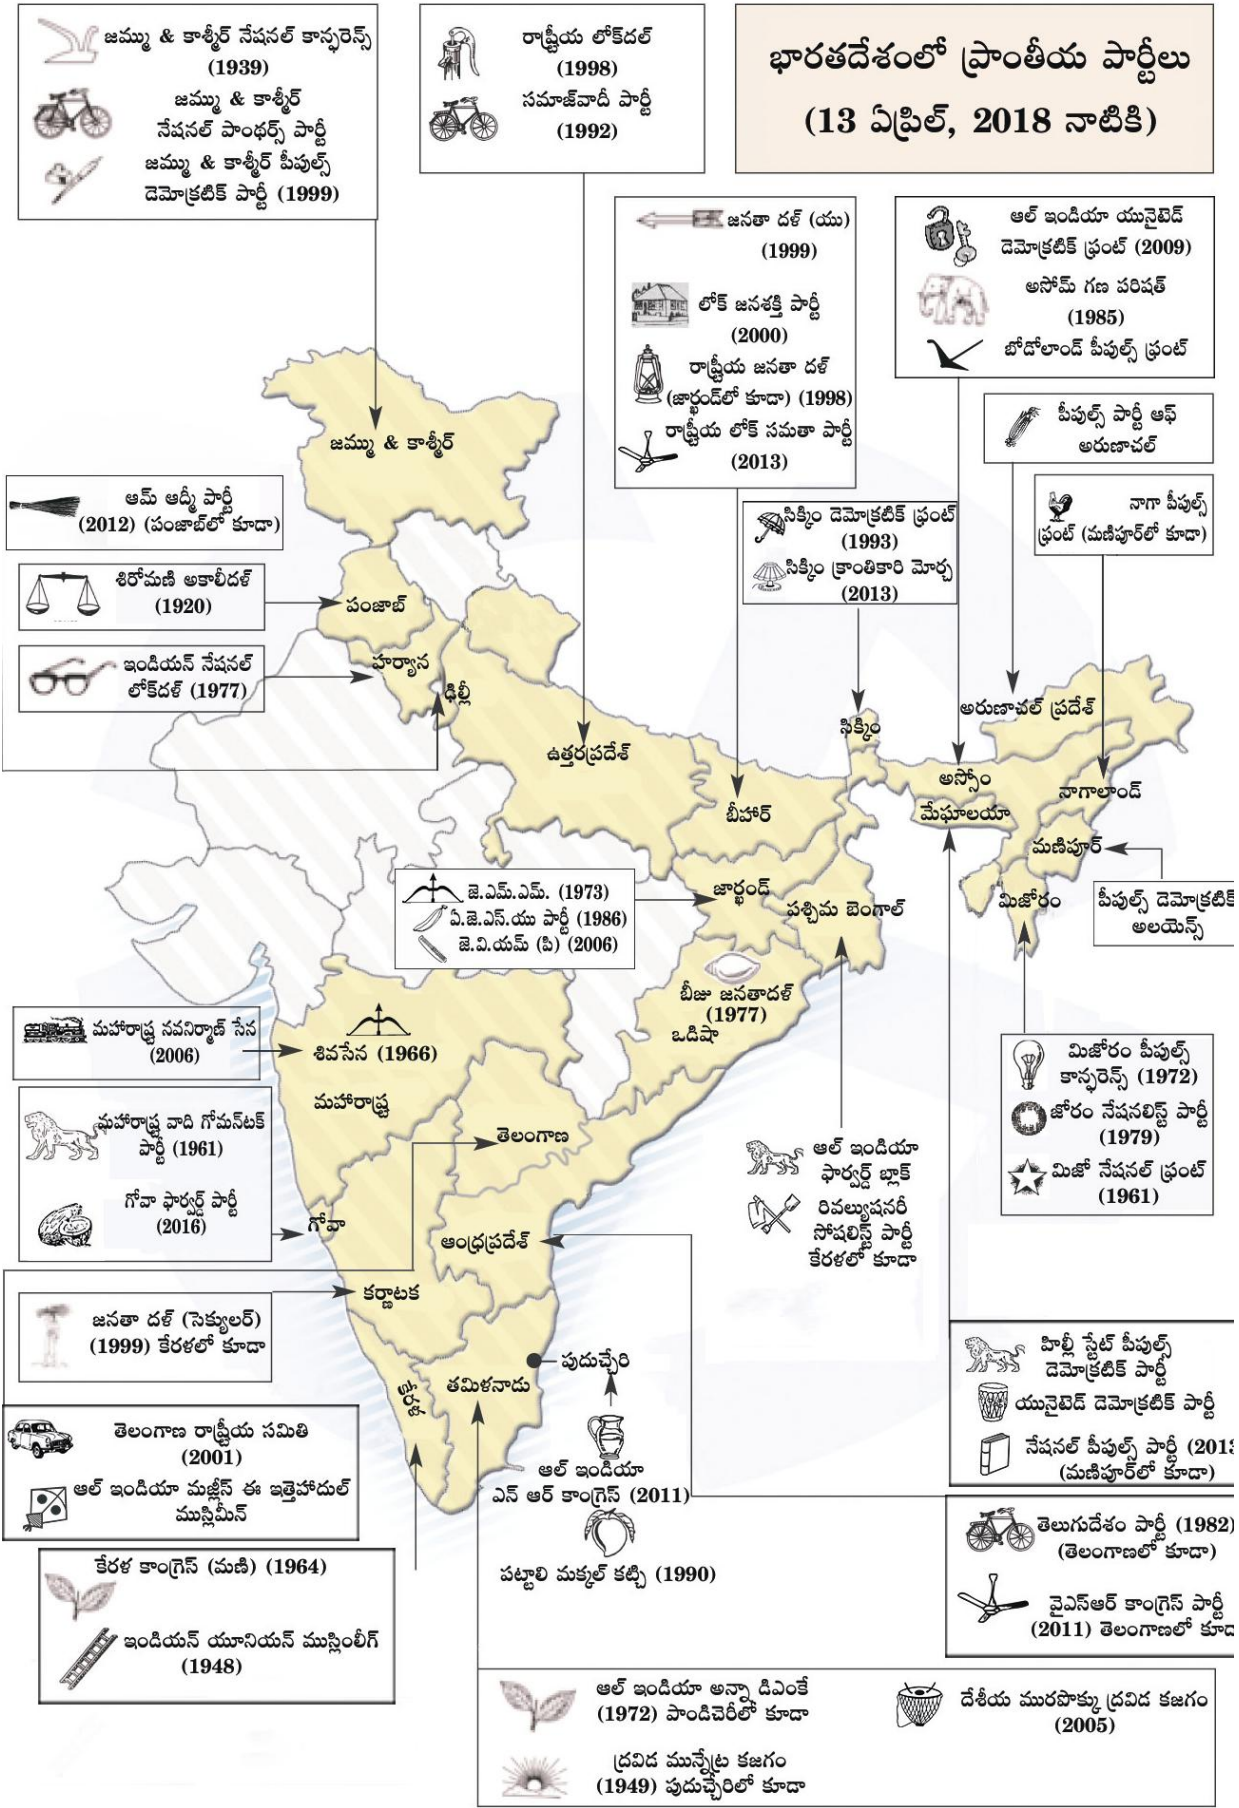 భారతదేశంలో ప్రాంతీయ పార్టీలు
(13 ఏప్రిల్, 2018 నాటికి)
జమ్ము & కాశ్మీర్ నేషనల్ కాన్ఫరెన్స్
(1939)
జమ్ము & కాశ్మీర్
నేషనల్ పాంథర్స్ పార్టీ
జమ్ము & కాశ్మీర్ పీపుల్స్
డెమోక్రటిక్ పార్టీ (1999)
రాష్ట్రీయ లోక్‌దల్
(1998)
సమాజ్‌వాదీ పార్టీ
(1992)
జనతా దళ్ (యు)
(1999)
లోక్ జనశక్తి పార్టీ
(2000)
రాష్ట్రీయ జనతా దళ్
(జార్ఖండ్‌లో కూడా) (1998)
రాష్ట్రీయ లోక్ సమతా పార్టీ
(2013)
ఆల్ ఇండియా యునైటెడ్
డెమోక్రటిక్ ఫ్రంట్ (2009)
అసోమ్ గణ పరిషత్
(1985)
బోడోలాండ్ పీపుల్స్ ఫ్రంట్
పీపుల్స్ పార్టీ ఆఫ్
అరుణాచల్
నాగా పీపుల్స్
ఫ్రంట్ (మణిపూర్‌లో కూడా)
సిక్కిం డెమోక్రటిక్ ఫ్రంట్
(1993)
సిక్కిం క్రాంతికారి మోర్చ
(2013)
జమ్ము & కాశ్మీర్
ఆమ్ ఆద్మీ పార్టీ
(2012) (పంజాబ్‌లో కూడా)
శిరోమణి అకాలీదళ్
(1920)
పంజాబ్
ఇండియన్ నేషనల్
లోక్‌దళ్ (1977)
హర్యాన
ఢిల్లీ
ఉత్తరప్రదేశ్
బీహార్
సిక్కిం
అరుణాచల్ ప్రదేశ్
అస్సోం
నాగాలాండ్
మేఘాలయా
మణిపూర్
మిజోరం
పీపుల్స్ డెమోక్రటిక్
అలయెన్స్
జె.ఎమ్.ఎమ్. (1973)
ఏ.జె.ఎస్.యు పార్టీ (1986)
జె.వి.యమ్ (పి) (2006)
జార్ఖండ్
పశ్చిమ బెంగాల్
బీజు జనతాదళ్
(1977)
ఒడిషా
మహారాష్ట్ర నవనిర్మాణ్ సేన
(2006)
శివసేన (1966)
మహారాష్ట్ర
మహారాష్ట్ర వాది గోమన్‌టక్
పార్టీ (1961)
గోవా ఫార్వర్డ్ పార్టీ
(2016)
గోవా
తెలంగాణ
ఆంధ్రప్రదేశ్
కర్ణాటక
జనతా దళ్ (సెక్యులర్)
(1999) కేరళలో కూడా
ఆల్ ఇండియా
ఫార్వర్డ్ బ్లాక్
రివల్యుషనరీ
సోషలిస్ట్ పార్టీ
కేరళలో కూడా
మిజోరం పీపుల్స్
కాన్ఫరెన్స్ (1972)
జోరం నేషనలిస్ట్ పార్టీ
(1979)
మిజో నేషనల్ ఫ్రంట్
(1961)
హిల్లీ స్టేట్ పీపుల్స్
డెమోక్రటిక్ పార్టీ
యునైటెడ్ డెమోక్రటిక్ పార్టీ
నేషనల్ పీపుల్స్ పార్టీ (2013
(మణిపూర్‌లో కూడా)
తెలంగాణ రాష్ట్రీయ సమితి
(2001)
ఆల్ ఇండియా మజ్లీస్ ఈ ఇత్తెహాదుల్
ముస్లిమీన్
కేరళ
తమిళనాడు
పుదుచ్చేరి
ఆల్ ఇండియా
ఎన్ ఆర్ కాంగ్రెస్ (2011)
పట్టాలి మక్కల్ కట్చి (1990)
తెలుగుదేశం పార్టీ (1982)
(తెలంగాణలో కూడా)
వైఎస్ఆర్ కాంగ్రెస్ పార్టీ
(2011) తెలంగాణలో కూడా
కేరళ కాంగ్రెస్ (మణి) (1964)
ఇండియన్ యూనియన్ ముస్లింలీగ్
(1948)
ఆల్ ఇండియా అన్నా డిఎంకే
(1972) పాండిచెరీలో కూడా
ద్రవిడ మున్నేట్ర కజగం
(1949) పుదుచ్చేరిలో కూడా
దేశీయ మురపొక్కు ద్రవిడ కజగం
(2005)